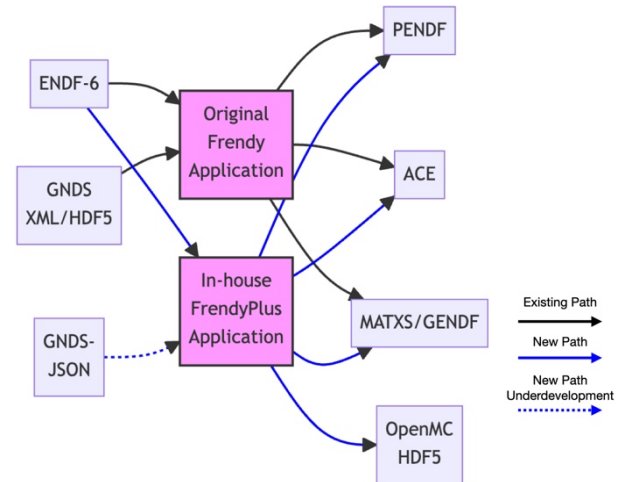 PENDF
ENDF-6
Original
Frendy
Application
GNDS
XML/HDF5
ACE
In-house
FrendyPlus
Application
GNDS-
JSON
MATXS/GENDF
OpenMC
HDF5
Existing Path
New Path
New Path
Underdevelopment